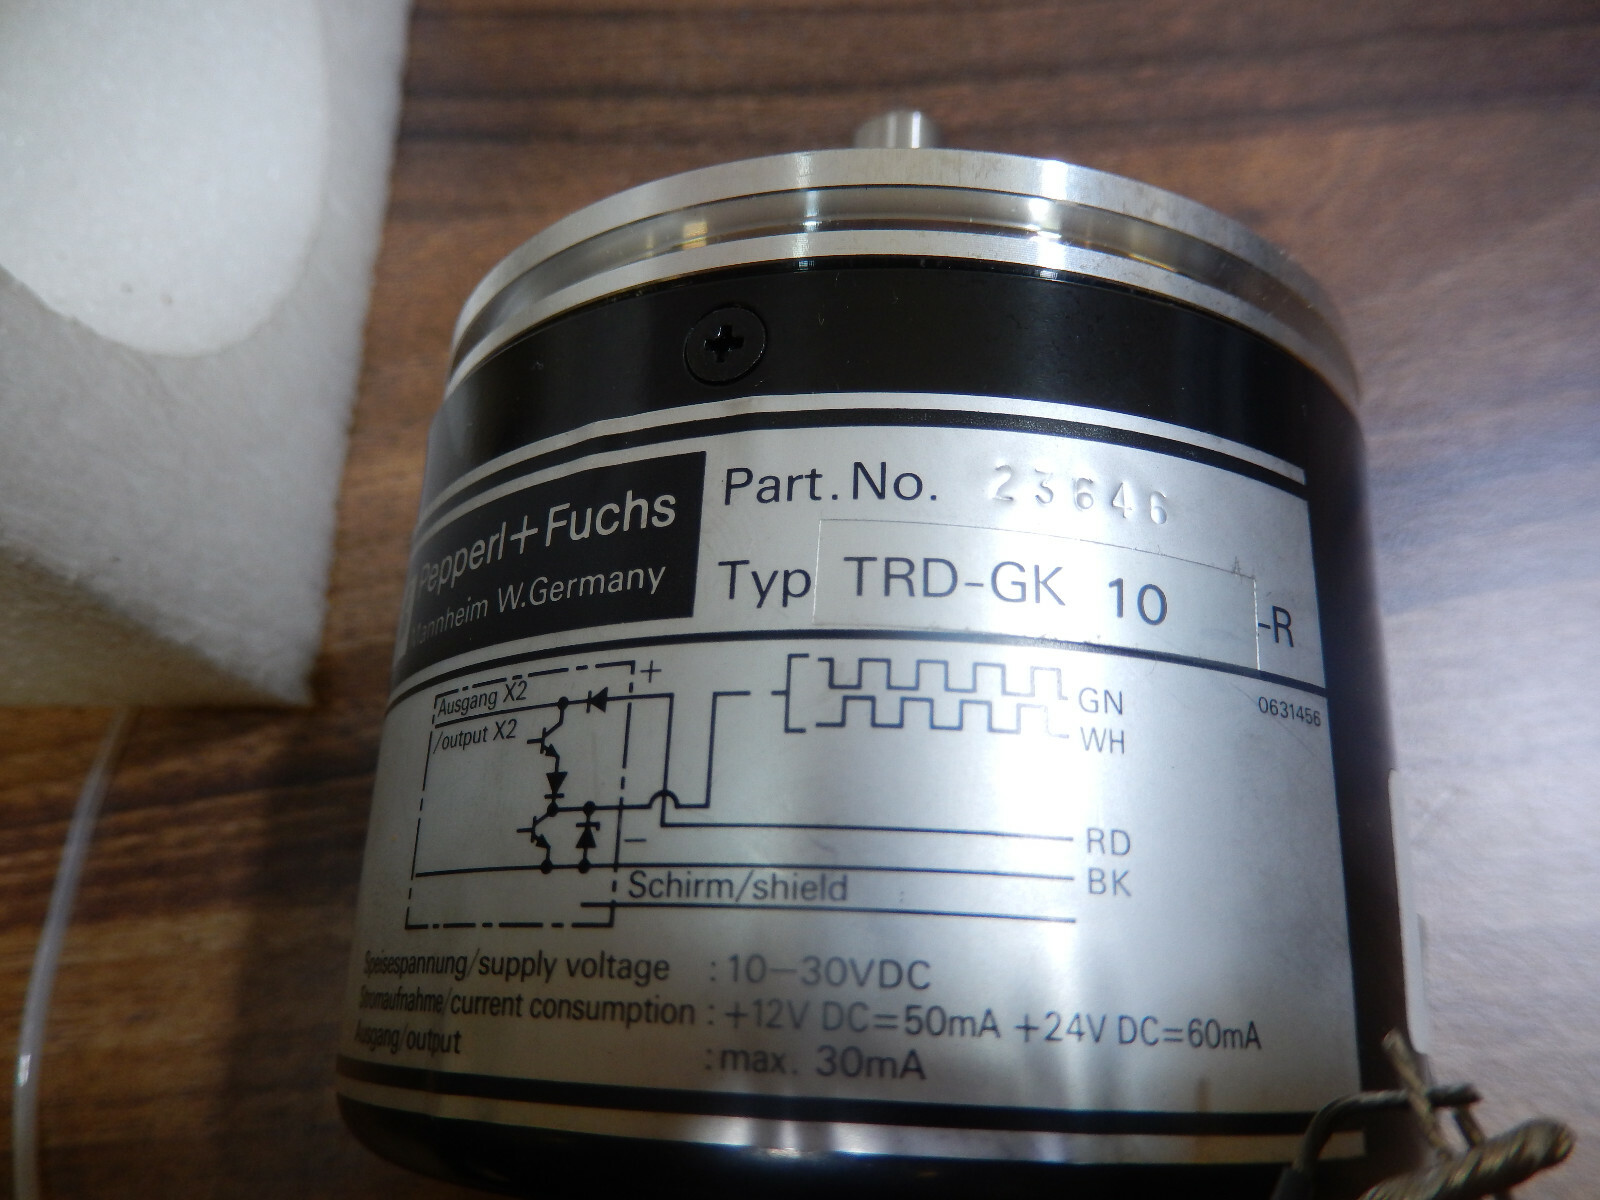 Pepperl+Fuchs
Mannheim W.Germany
Part.No. 23646
Typ TRD-GK 10 -R
0631456
Ausgang X2
/output X2
+
GN
WH
−
RD
BK
Schirm/shield
Speisespannung/supply voltage : 10–30VDC
Stromaufnahme/current consumption : +12V DC=50mA +24V DC=60mA
Ausgang/output : max. 30mA